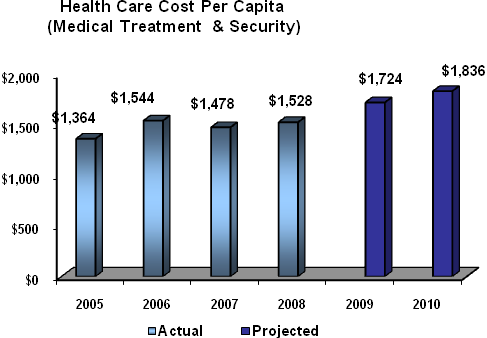 Health Care Cost Per Capita
(Medical Treatment & Security)
$2,000
$1,500
$1,000
$500
$0
$1,364
$1,544
$1,478
$1,528
$1,724
$1,836
2005 2006 2007 2008 2009 2010
Actual Projected